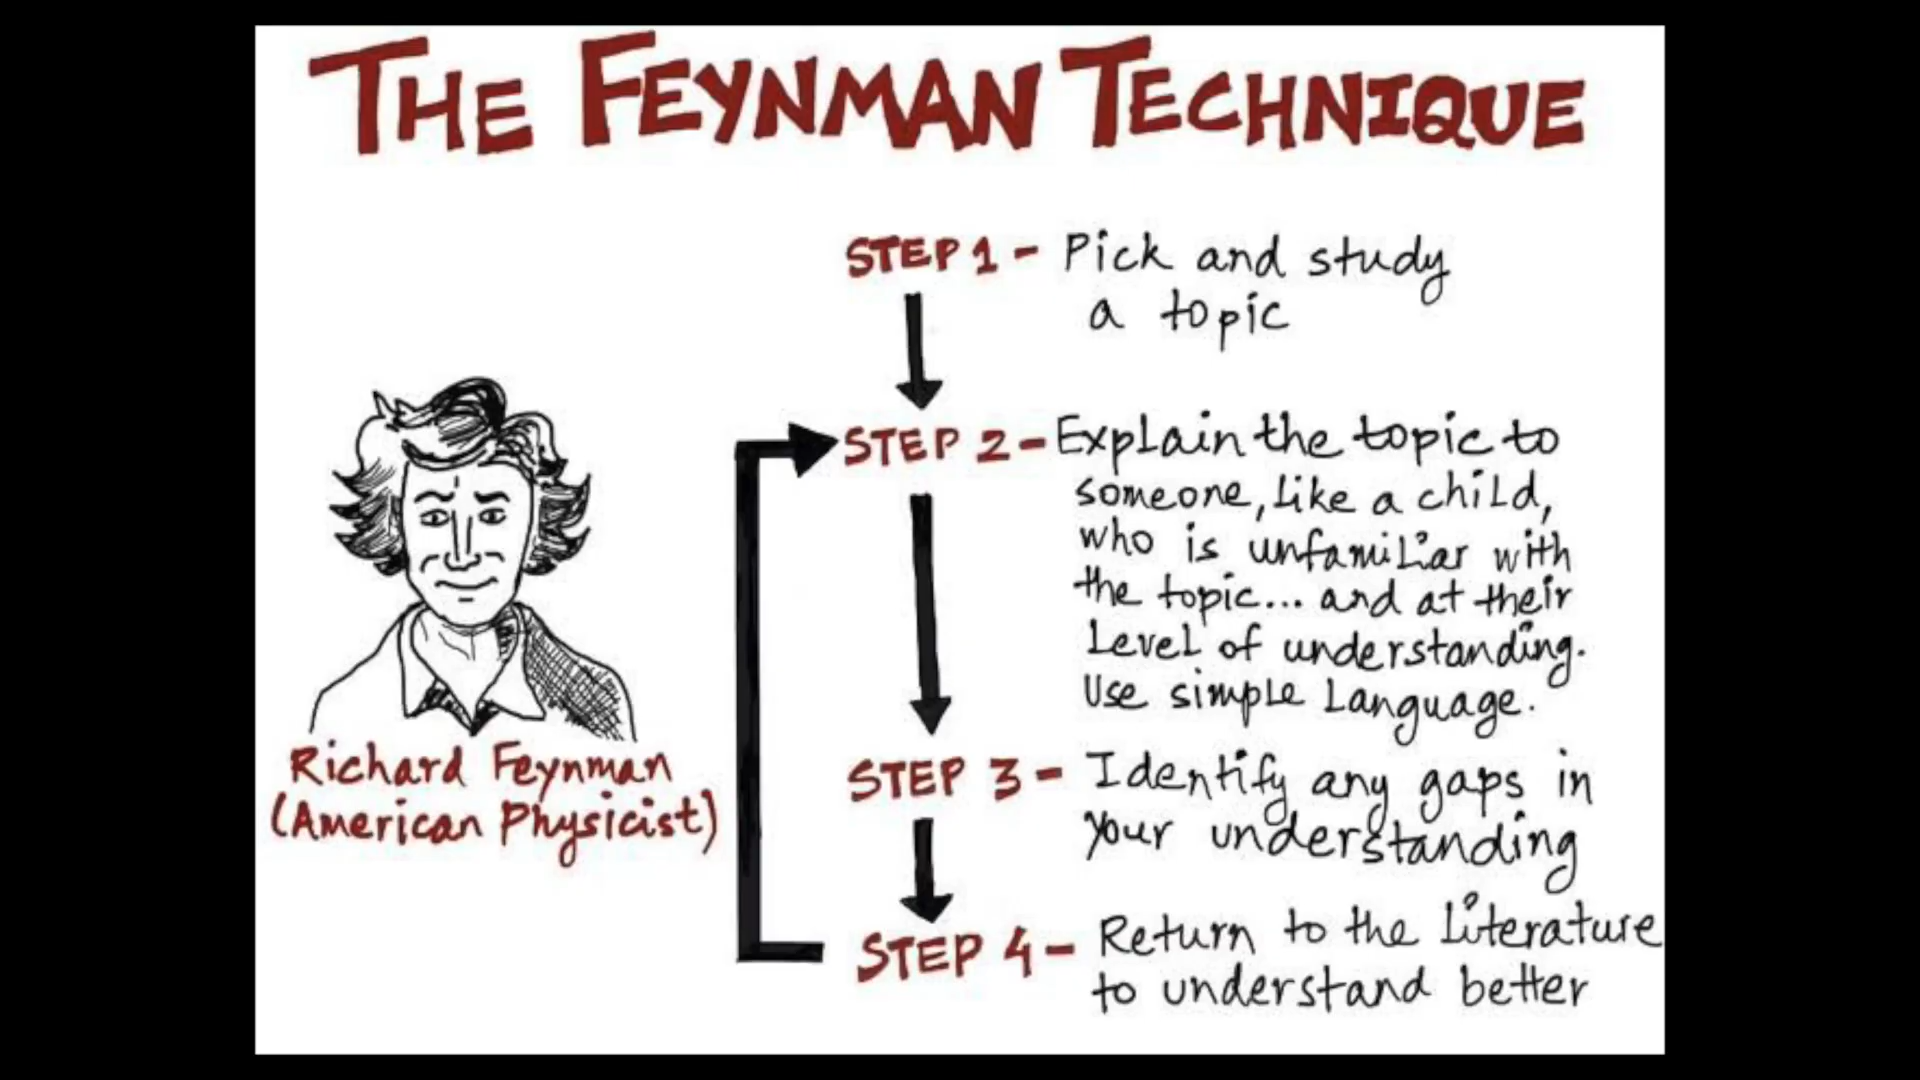 THE FEYNMAN TECHNIQUE
STEP 1 - Pick and study
a topic
STEP 2 - Explain the topic to
someone, like a child,
who is unfamiliar with
the topic... and at their
level of understanding.
Use simple language.
STEP 3 - Identify any gaps in
your understanding
STEP 4 - Return to the literature
to understand better
Richard Feynman
(American Physicist)